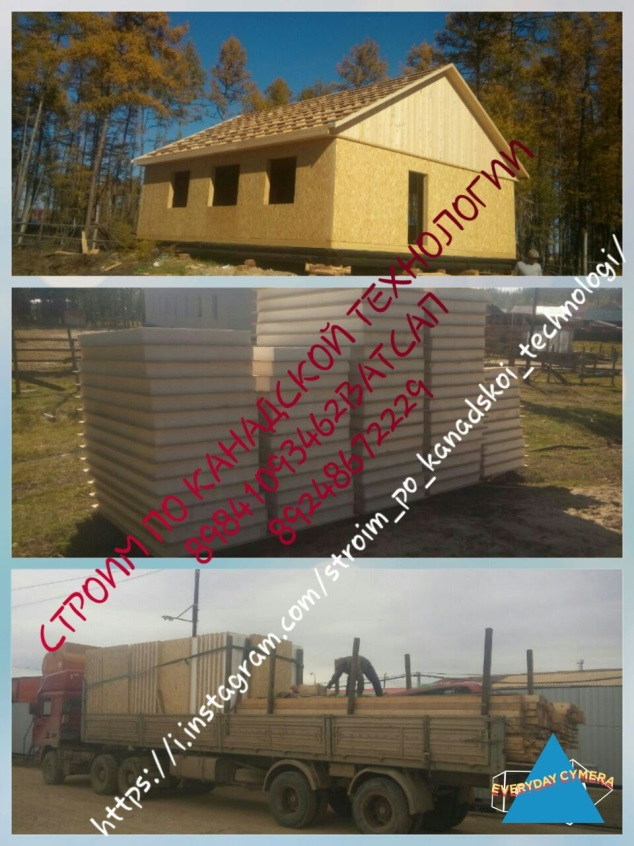 СТРОИМ ПО КАНАДСКОЙ ТЕХНОЛОГИИ
89841093462ВАТСАП
89248672229
https://i.instagram.com/stroim_po_kanadskoi_technologi/
EVERYDAY CYMERA